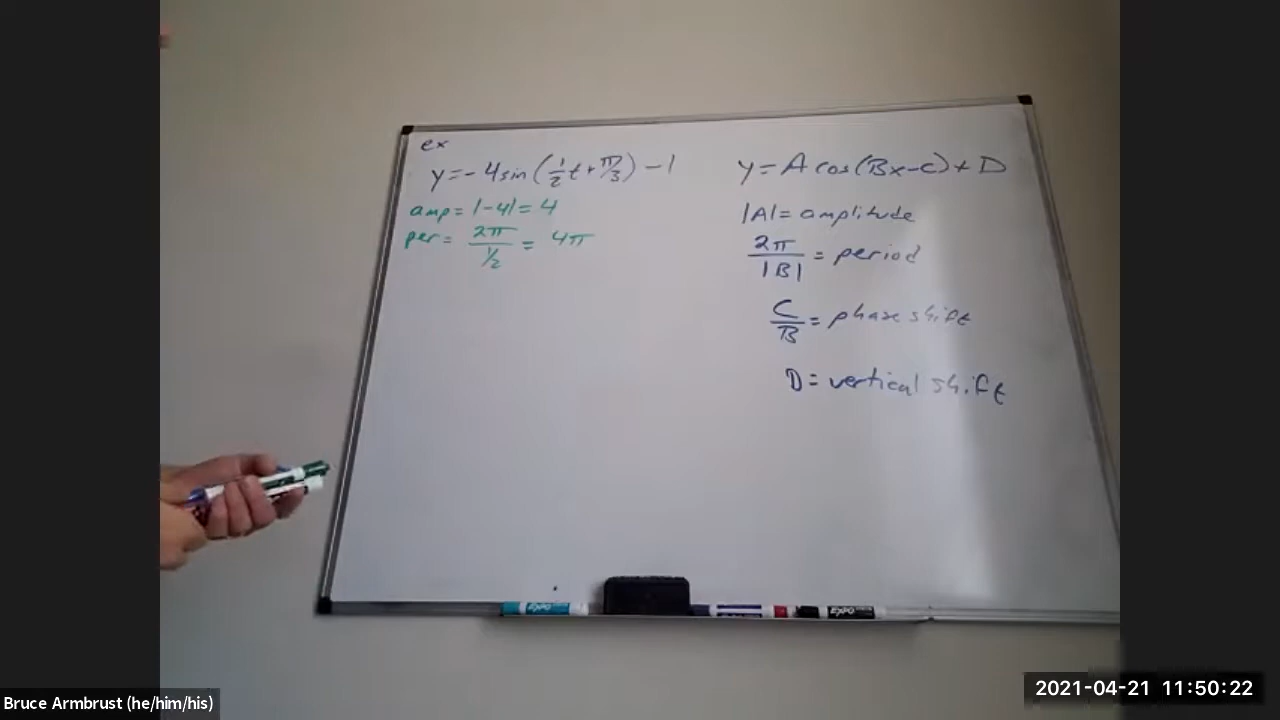 ex
y=-4sin(1/2 t+π/3)-1
amp=|-4|=4
per= 2π/(1/2) = 4π
y=A cos(Bx-C)+D
|A|=amplitude
2π/|B| = period
C/B = phase shift
D=vertical shift
EXPO
EXPO
Bruce Armbrust (he/him/his)
2021-04-21 11:50:22